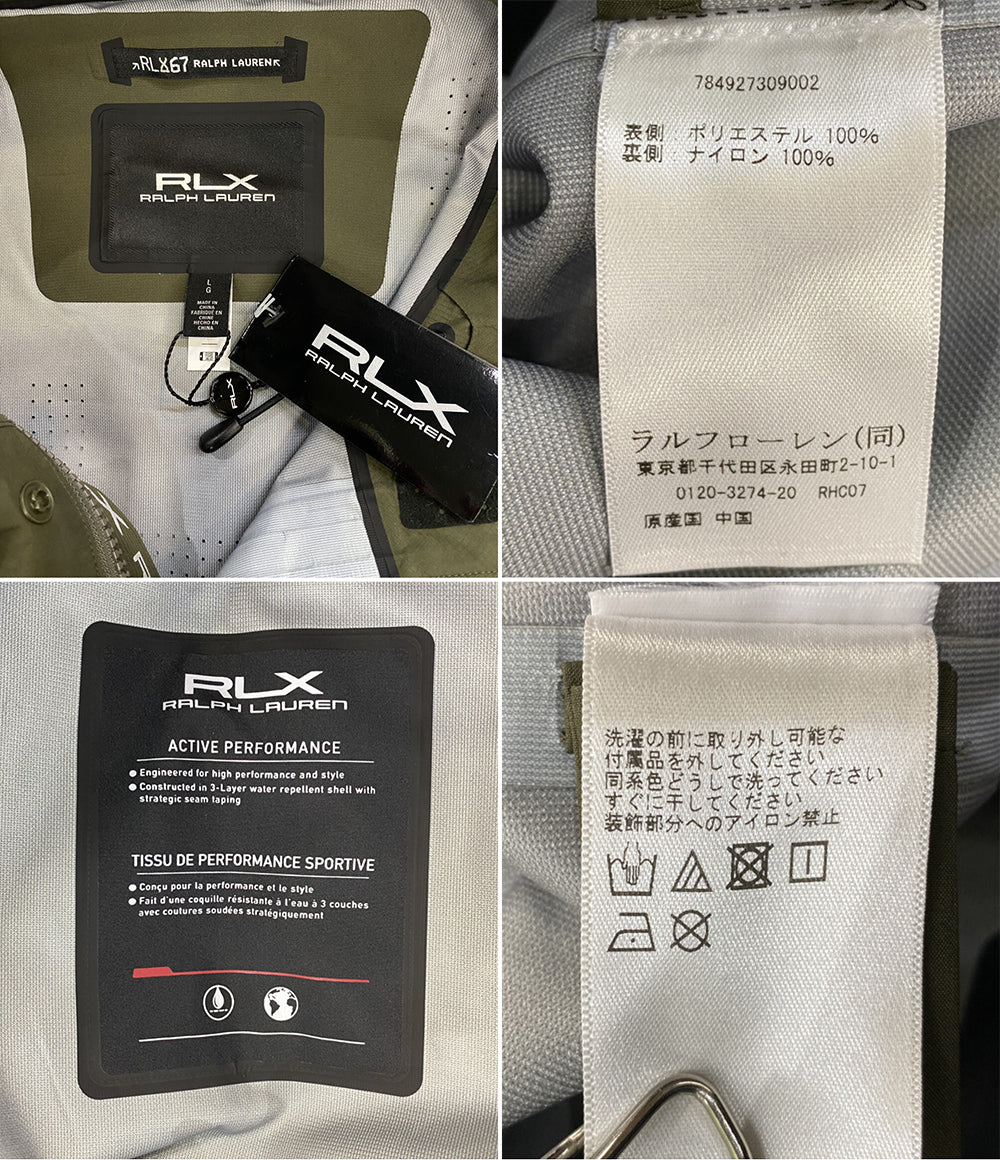 RLX67 RALPH LAUREN
RLX
RALPH LAUREN
L
G
MADE IN
CHINA
FABRIQUÉ EN
CHINE
HECHO EN
CHINA
RLX
RLX
RALPH LAUREN
784927309002
表側:ポリエステル 100%
裏側:ナイロン 100%
ラルフローレン(同)
東京都千代田区永田町2-10-1
0120-3274-20 RHC07
原産国 中国
RLX
RALPH LAUREN
ACTIVE PERFORMANCE
● Engineered for high performance and style
● Constructed in 3-Layer water repellent shell with
strategic seam taping
TISSU DE PERFORMANCE SPORTIVE
● Conçu pour la performance et le style
● Fait d'une coquille résistante à l'eau à 3 couches
avec coutures soudées stratégiquement
洗濯の前に取り外し可能な
付属品を外してください
同系色どうしで洗ってください
すぐに干してください
装飾部分へのアイロン禁止